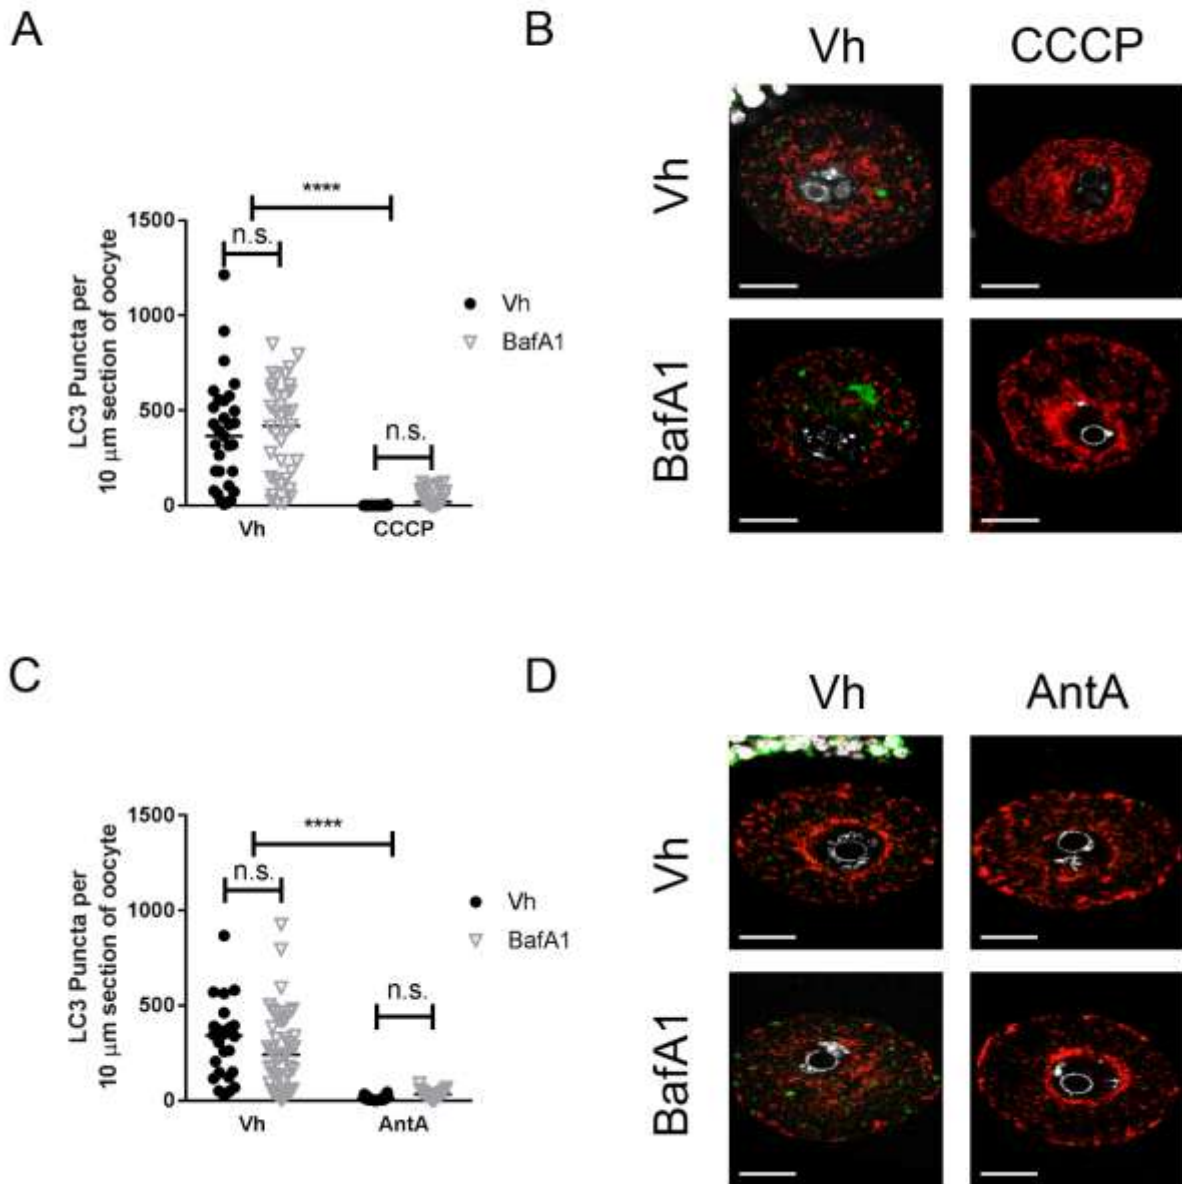 A
B
Vh
CCCP
Vh
BafA1
****
n.s.
n.s.
1500
1000
500
0
LC3 Puncta per
10 μm section of oocyte
Vh
BafA1
Vh
CCCP
C
D
Vh
AntA
Vh
BafA1
****
n.s.
n.s.
1500
1000
500
0
LC3 Puncta per
10 μm section of oocyte
Vh
BafA1
Vh
AntA